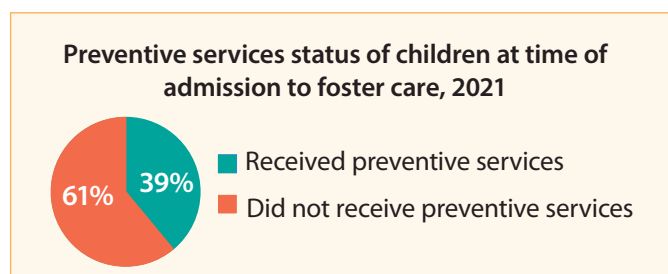 Preventive services status of children at time of
admission to foster care, 2021
61%
39%
Received preventive services
Did not receive preventive services